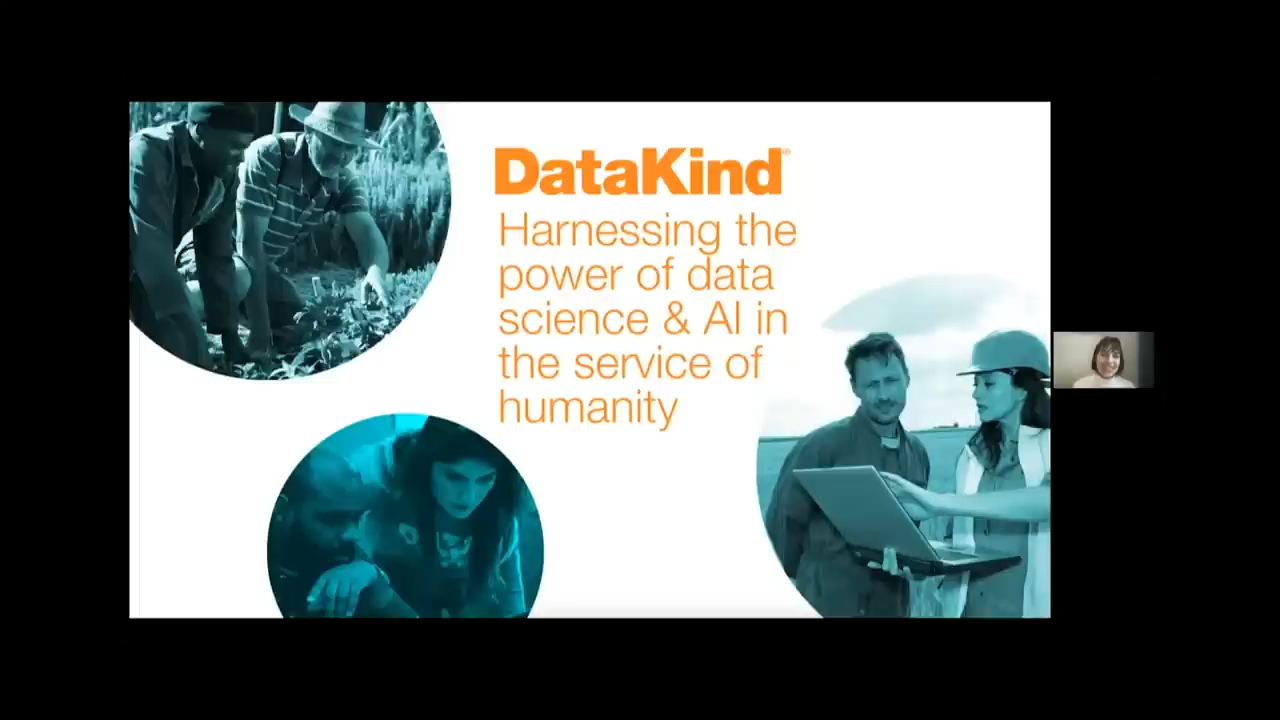 DataKind®
Harnessing the
power of data
science & AI in
the service of
humanity